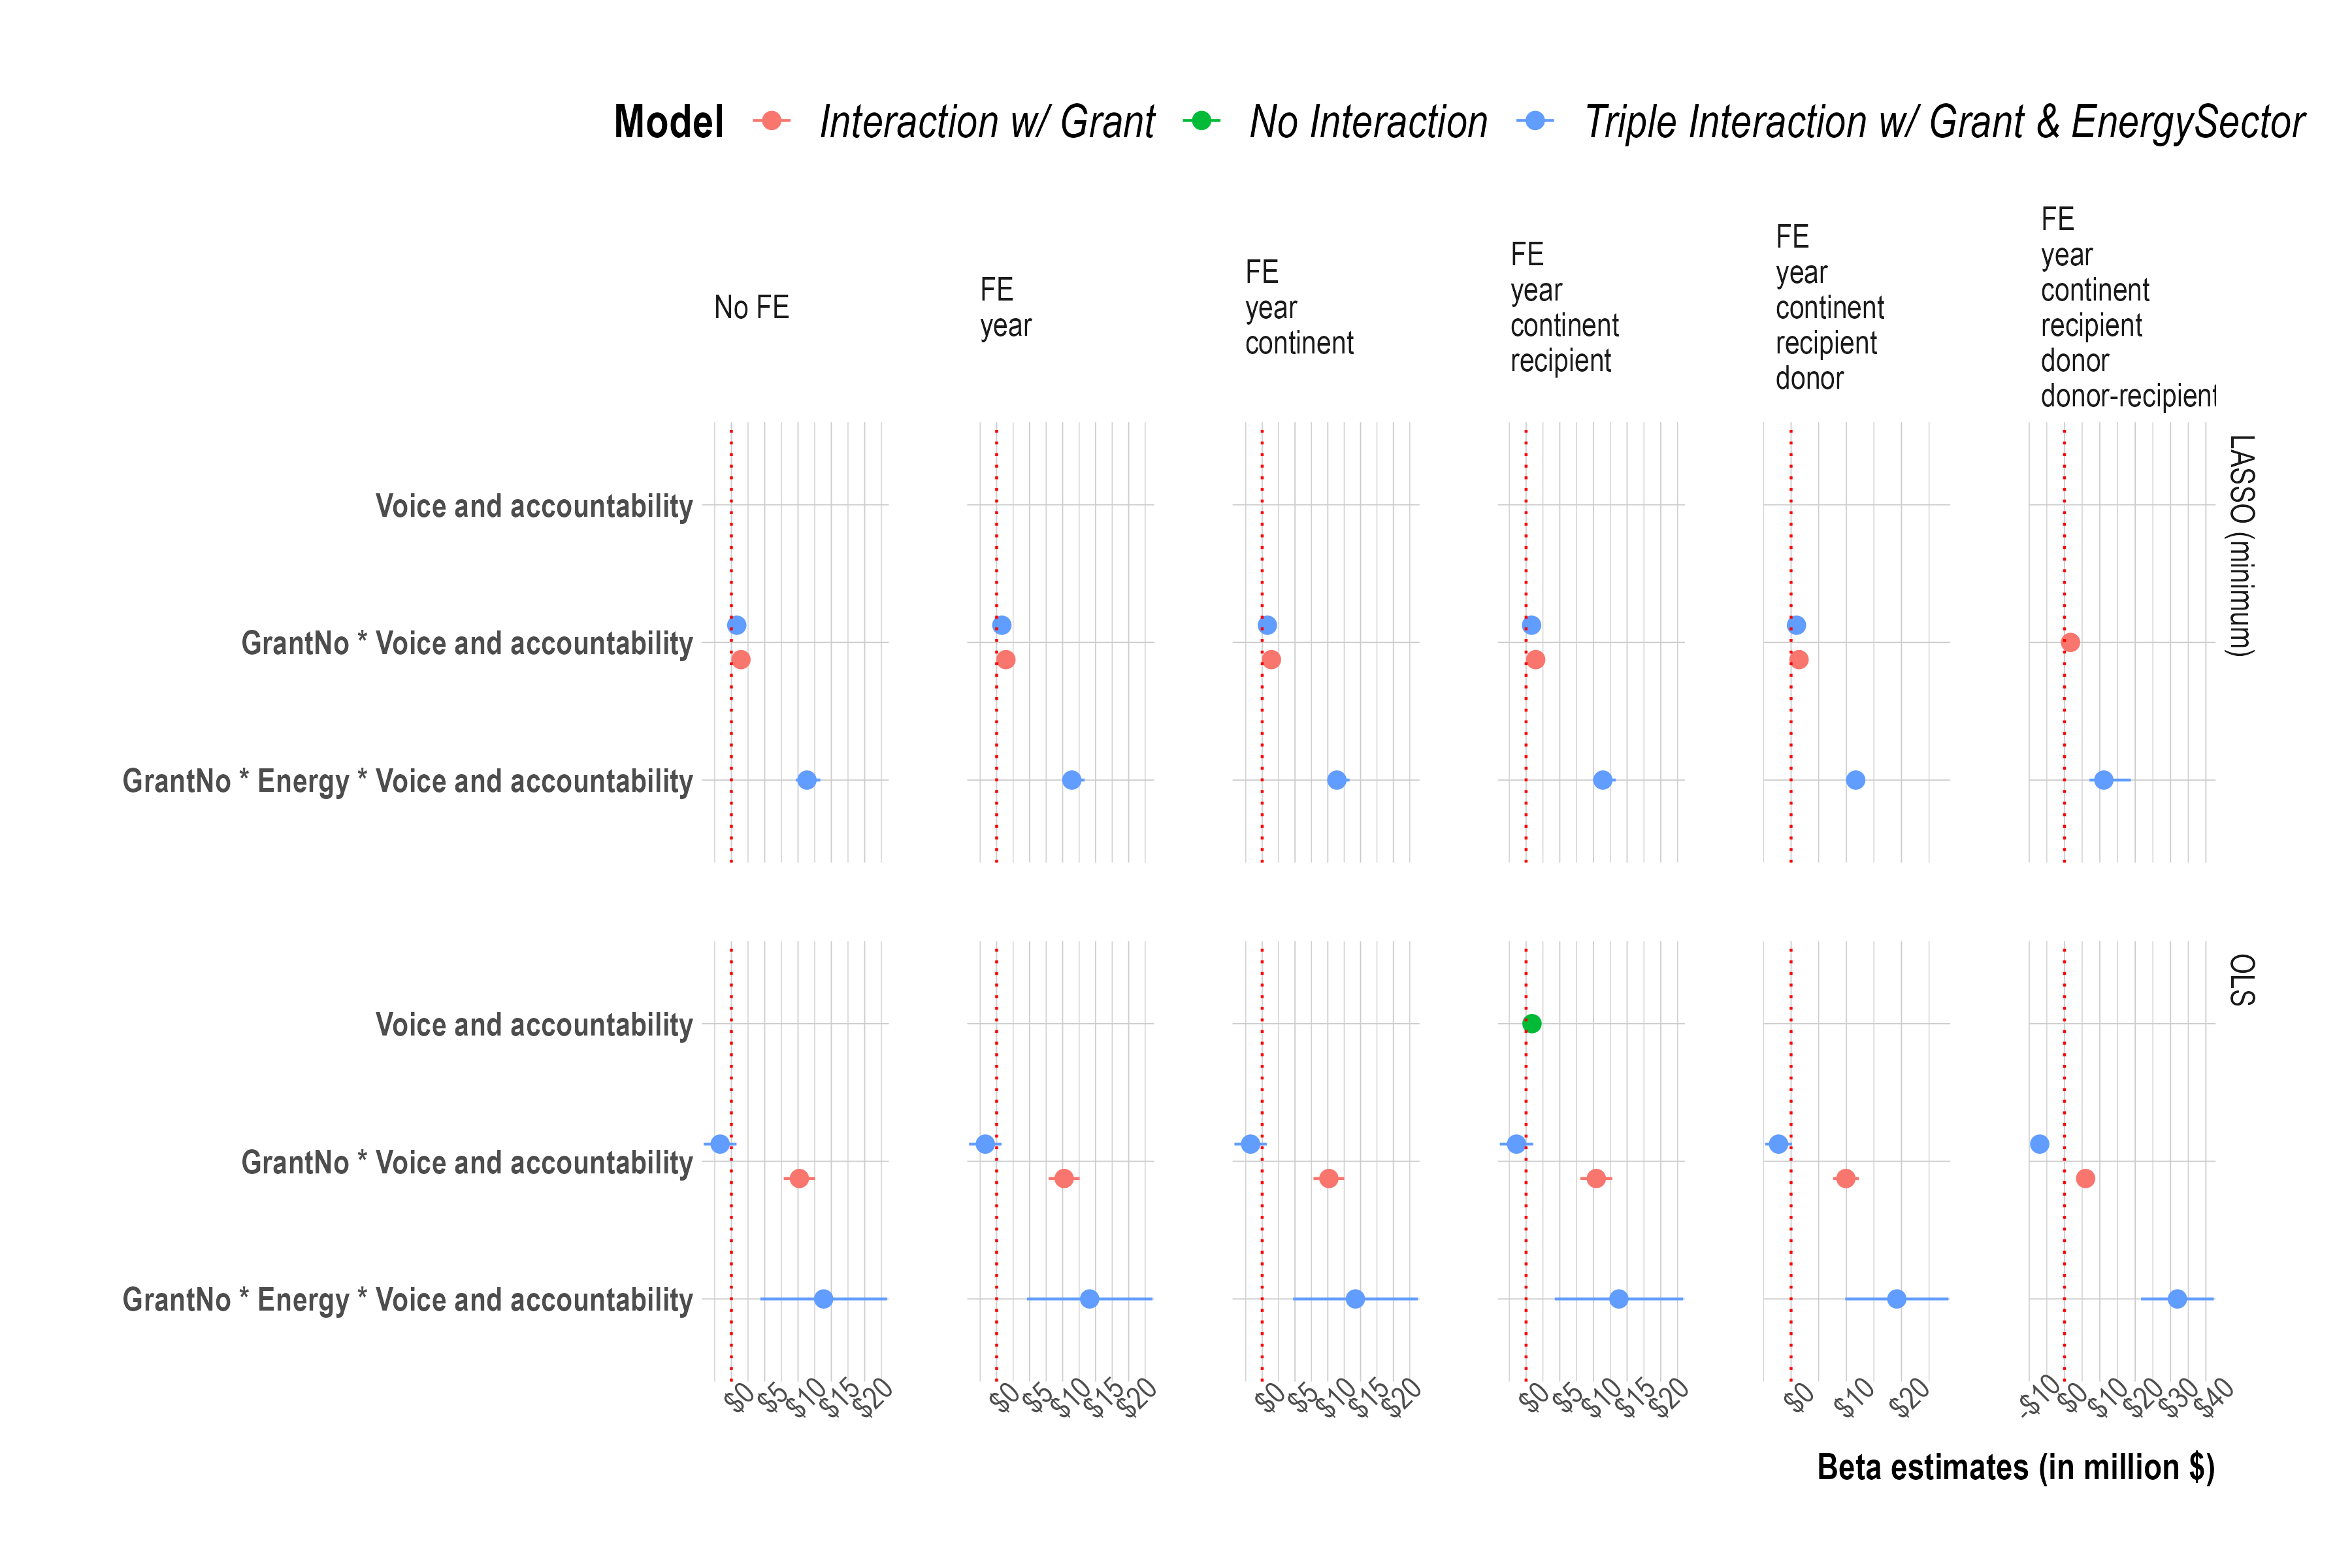 Model Interaction w/ Grant No Interaction Triple Interaction w/ Grant & EnergySector
No FE
FE
year
FE
year
continent
FE
year
continent
recipient
FE
year
continent
recipient
donor
FE
year
continent
recipient
donor
donor-recipient
LASSO (minimum)
Voice and accountability
GrantNo * Voice and accountability
GrantNo * Energy * Voice and accountability
OLS
Voice and accountability
GrantNo * Voice and accountability
GrantNo * Energy * Voice and accountability
$0 $5 $10 $15 $20
$0 $5 $10 $15 $20
$0 $5 $10 $15 $20
$0 $5 $10 $15 $20
$0 $10 $20
-$10 $0 $10 $20 $30 $40
Beta estimates (in million $)